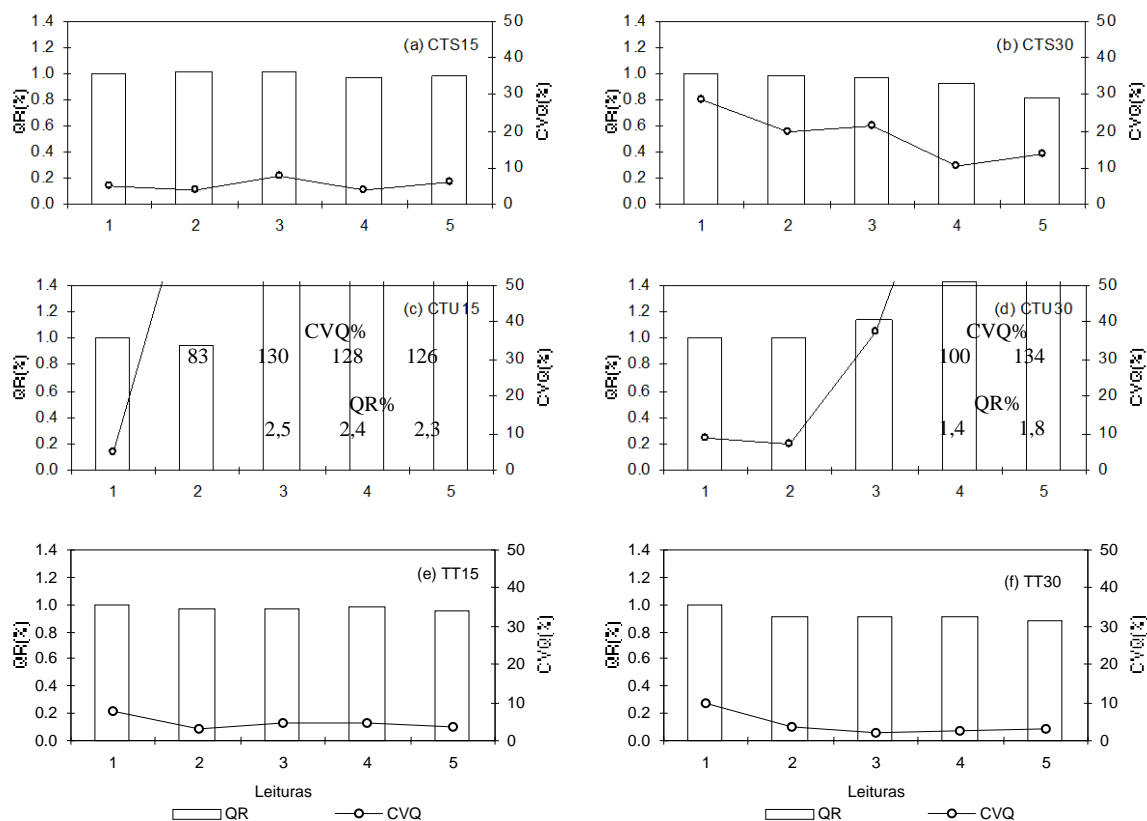 (a) CTS15
QR(%)
1.4
1.2
1.0
0.8
0.6
0.4
0.2
0.0
50
40
30
20
10
0
CVQ(%)
1 2 3 4 5
(b) CTS30
QR(%)
1.4
1.2
1.0
0.8
0.6
0.4
0.2
0.0
50
40
30
20
10
0
CVQ(%)
1 2 3 4 5
(c) CTU15
QR(%)
1.4
1.2
1.0
0.8
0.6
0.4
0.2
0.0
CVQ%
83 130 128 126
QR%
2,5 2,4 2,3
50
40
30
20
10
0
CVQ(%)
1 2 3 4 5
(d) CTU30
QR(%)
1.4
1.2
1.0
0.8
0.6
0.4
0.2
0.0
CVQ%
100 134
QR%
1,4 1,8
50
40
30
20
10
0
CVQ(%)
1 2 3 4 5
(e) TT15
QR(%)
1.4
1.2
1.0
0.8
0.6
0.4
0.2
0.0
50
40
30
20
10
0
CVQ(%)
1 2 3 4 5
Leituras
QR CVQ
(f) TT30
QR(%)
1.4
1.2
1.0
0.8
0.6
0.4
0.2
0.0
50
40
30
20
10
0
CVQ(%)
1 2 3 4 5
Leituras
QR CVQ